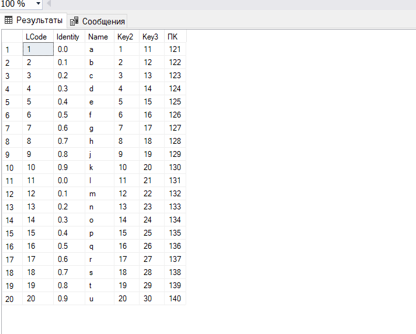 100 %
Результаты Сообщения
LCode Identity Name Key2 Key3 ПК
1 1 0.0 a 1 11 121
2 2 0.1 b 2 12 122
3 3 0.2 c 3 13 123
4 4 0.3 d 4 14 124
5 5 0.4 e 5 15 125
6 6 0.5 f 6 16 126
7 7 0.6 g 7 17 127
8 8 0.7 h 8 18 128
9 9 0.8 j 9 19 129
10 10 0.9 k 10 20 130
11 11 0.0 l 11 21 131
12 12 0.1 m 12 22 132
13 13 0.2 n 13 23 133
14 14 0.3 o 14 24 134
15 15 0.4 p 15 25 135
16 16 0.5 q 16 26 136
17 17 0.6 r 17 27 137
18 18 0.7 s 18 28 138
19 19 0.8 t 19 29 139
20 20 0.9 u 20 30 140